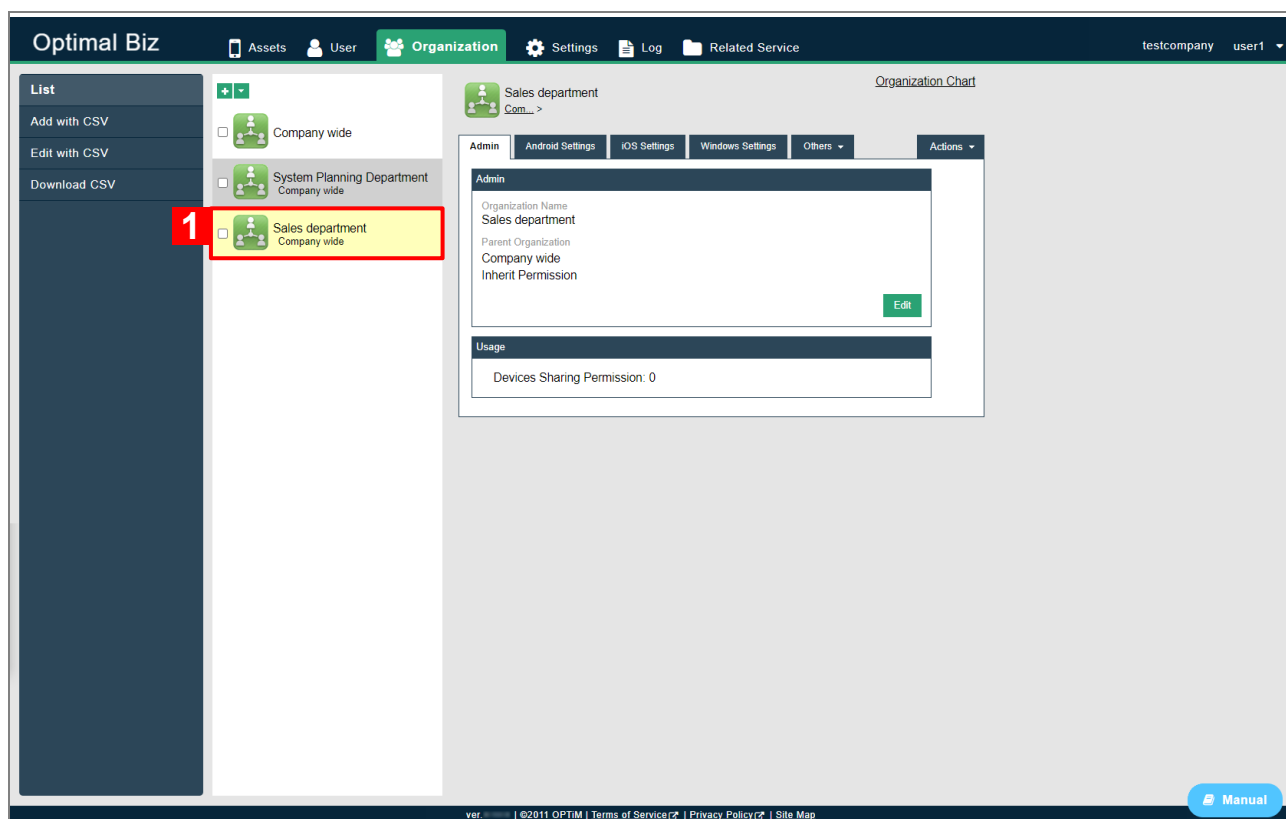 Optimal Biz
Assets
User
Organization
Settings
Log
Related Service
testcompany
user1
List
Add with CSV
Edit with CSV
Download CSV
Company wide
System Planning Department
Company wide
1
Sales department
Company wide
Sales department
Com... >
Organization Chart
Admin
Android Settings
iOS Settings
Windows Settings
Others
Actions
Admin
Organization Name
Sales department
Parent Organization
Company wide
Inherit Permission
Edit
Usage
Devices Sharing Permission: 0
Manual
ver. | ©2011 OPTiM | Terms of Service | Privacy Policy | Site Map